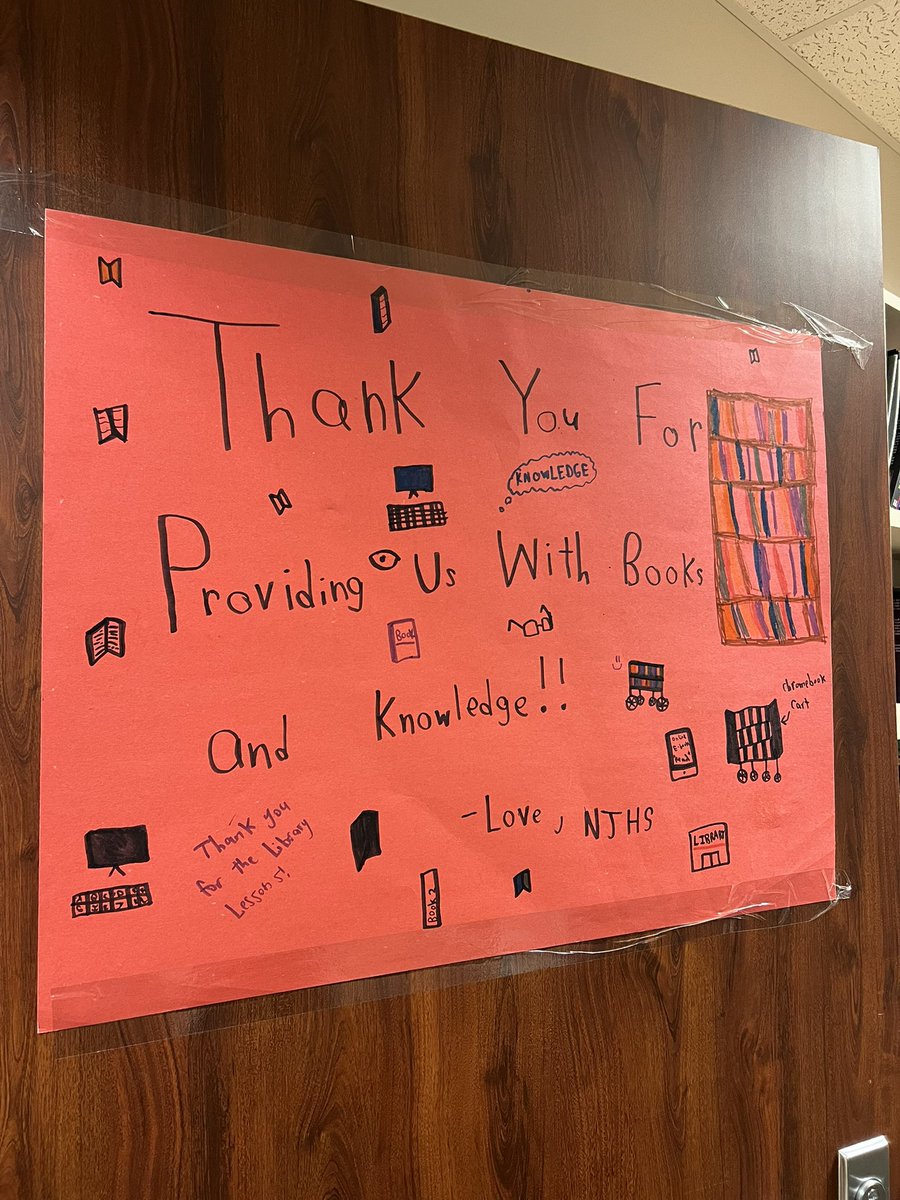 Thank You For
KNOWLEDGE
Providing Us With Books
Book
and Knowledge!!
chromebook
cart
-Love, NJHS
LIBRARY
Thank you
for the Library
Lessons!
Book 2